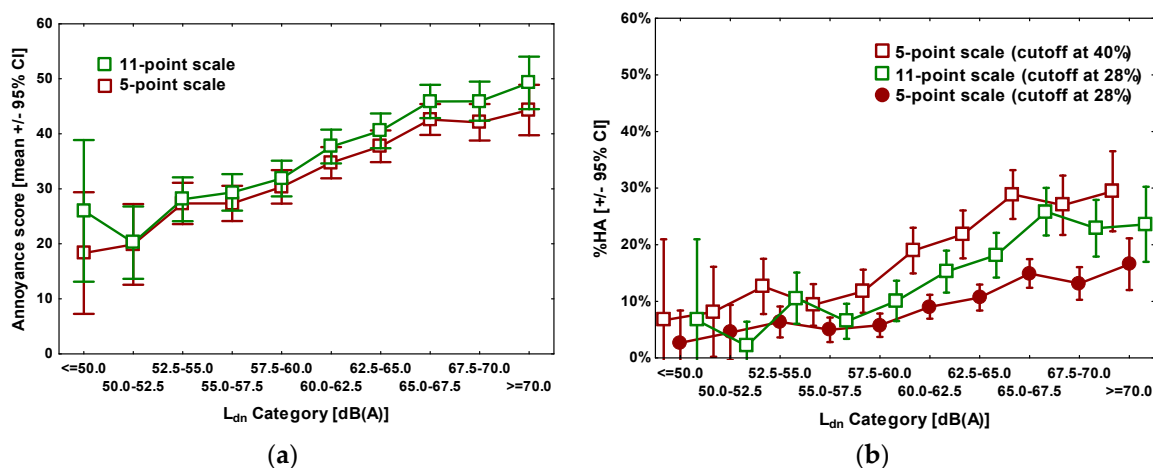 (a)
11-point scale
5-point scale
Annoyance score [mean +/- 95% CI]
60
50
40
30
20
10
0
<=50.0 52.5-55.0 57.5-60.0 62.5-65.0 67.5-70.0
50.0-52.5 55.0-57.5 60.0-62.5 65.0-67.5 >=70.0
Ldn Category [dB(A)]
(a)
5-point scale (cutoff at 40%)
11-point scale (cutoff at 28%)
5-point scale (cutoff at 28%)
%HA [+/- 95% CI]
60%
50%
40%
30%
20%
10%
0%
<=50.0 52.5-55.0 57.5-60.0 62.5-65.0 67.5-70.0
50.0-52.5 55.0-57.5 60.0-62.5 65.0-67.5 >=70.0
Ldn Category [dB(A)]
(b)